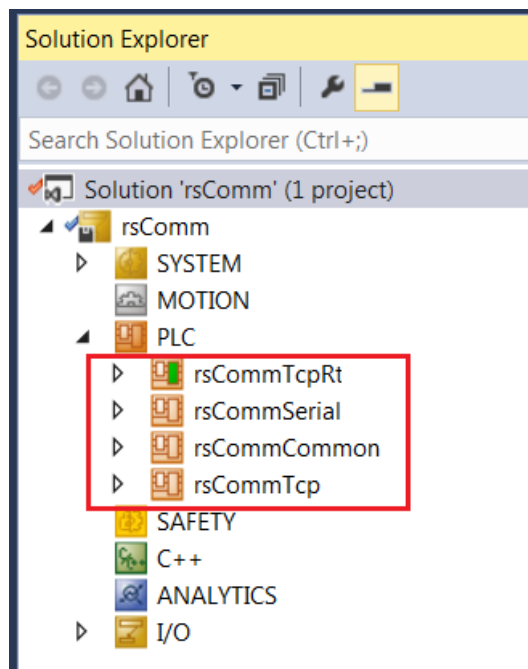 Solution Explorer
Search Solution Explorer (Ctrl+;)
Solution 'rsComm' (1 project)
rsComm
SYSTEM
MOTION
PLC
rsCommTcpRt
rsCommSerial
rsCommCommon
rsCommTcp
SAFETY
C++
ANALYTICS
I/O